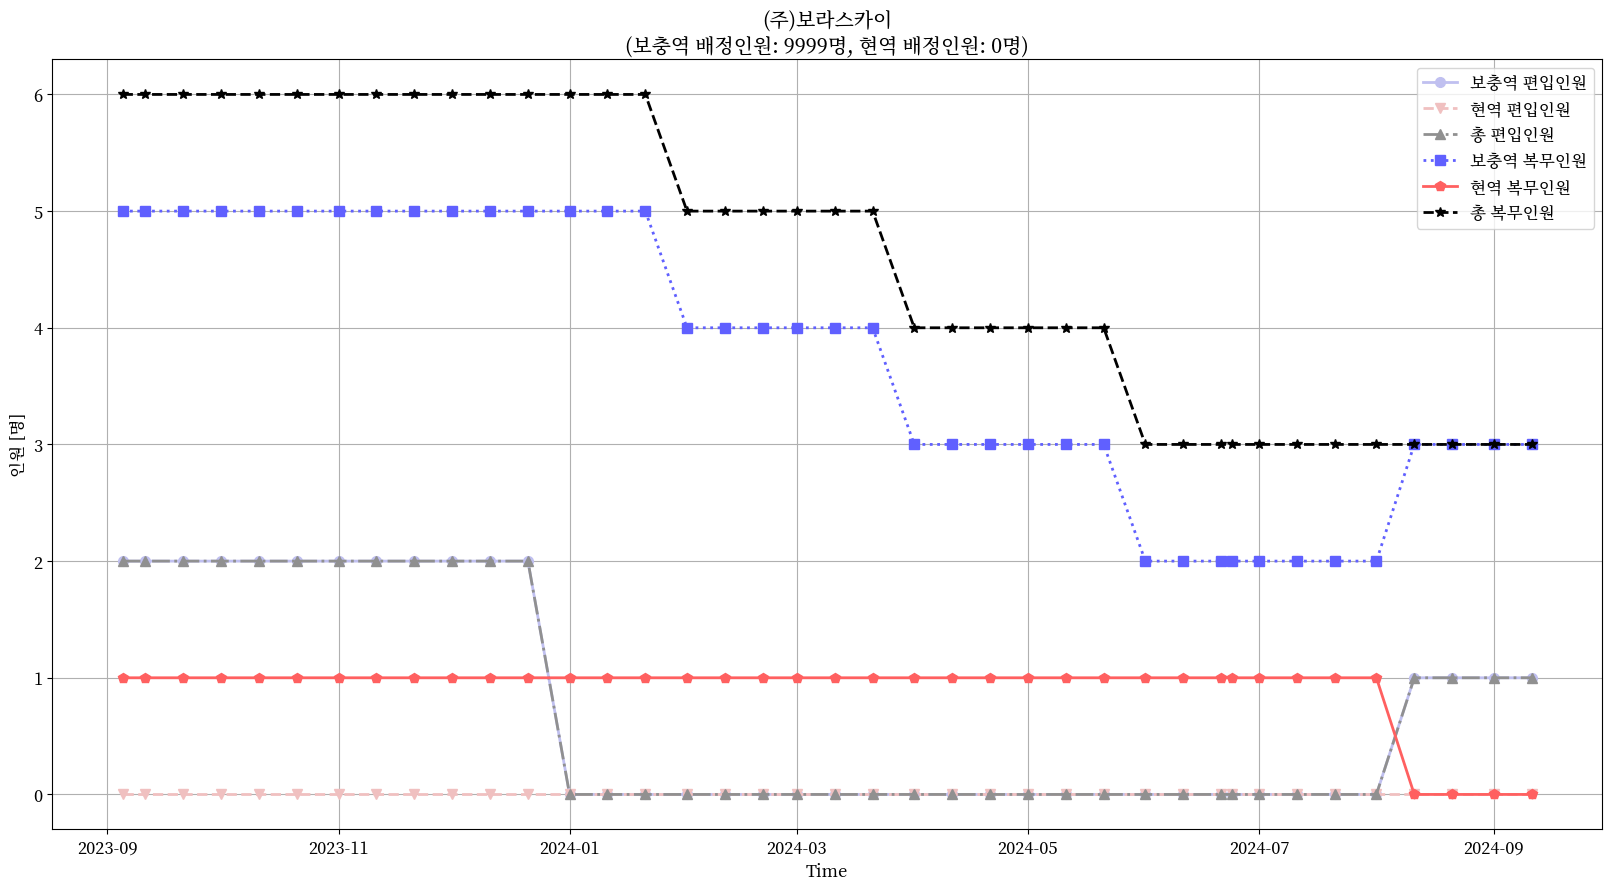 (주)보라스카이
(보충역 배정인원: 9999명, 현역 배정인원: 0명)
보충역 편입인원
현역 편입인원
총 편입인원
보충역 복무인원
현역 복무인원
총 복무인원
인원 [명]
6
5
4
3
2
1
0
2023-09
2023-11
2024-01
2024-03
2024-05
2024-07
2024-09
Time